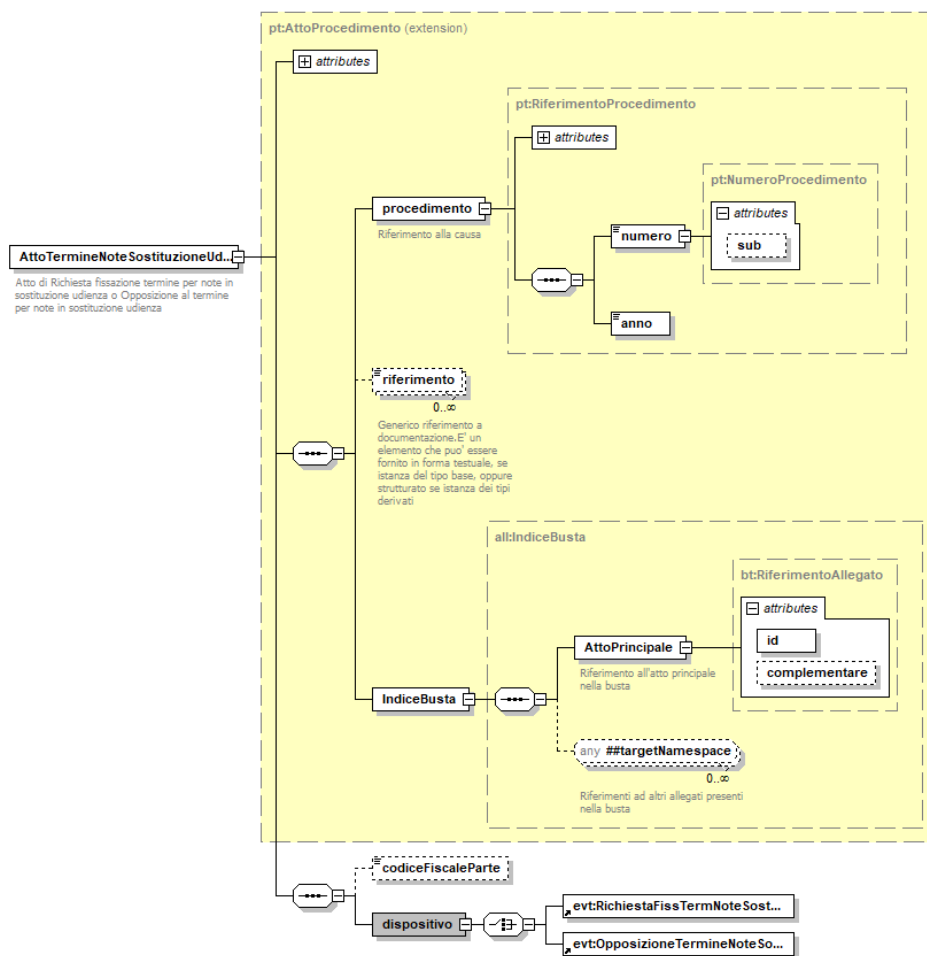 pt:AttoProcedimento (extension)
attributes
pt:RiferimentoProcedimento
attributes
pt:NumeroProcedimento
attributes
procedimento
Riferimento alla causa
numero
sub
anno
AttoTermineNoteSostituzioneUd...
Atto di Richiesta fissazione termine per note in
sostituzione udienza o Opposizione al termine
per note in sostituzione udienza
riferimento
0..∞
Generico riferimento a
documentazione.E' un
elemento che puo' essere
fornito in forma testuale, se
istanza del tipo base, oppure
strutturato se istanza dei tipi
derivati
all:IndiceBusta
bt:RiferimentoAllegato
attributes
id
complementare
AttoPrincipale
Riferimento all'atto principale
nella busta
IndiceBusta
any ##targetNamespace
0..∞
Riferimenti ad altri allegati presenti
nella busta
codiceFiscaleParte
dispositivo
evt:RichiestaFissTermNoteSost...
evt:OpposizioneTermineNoteSo...